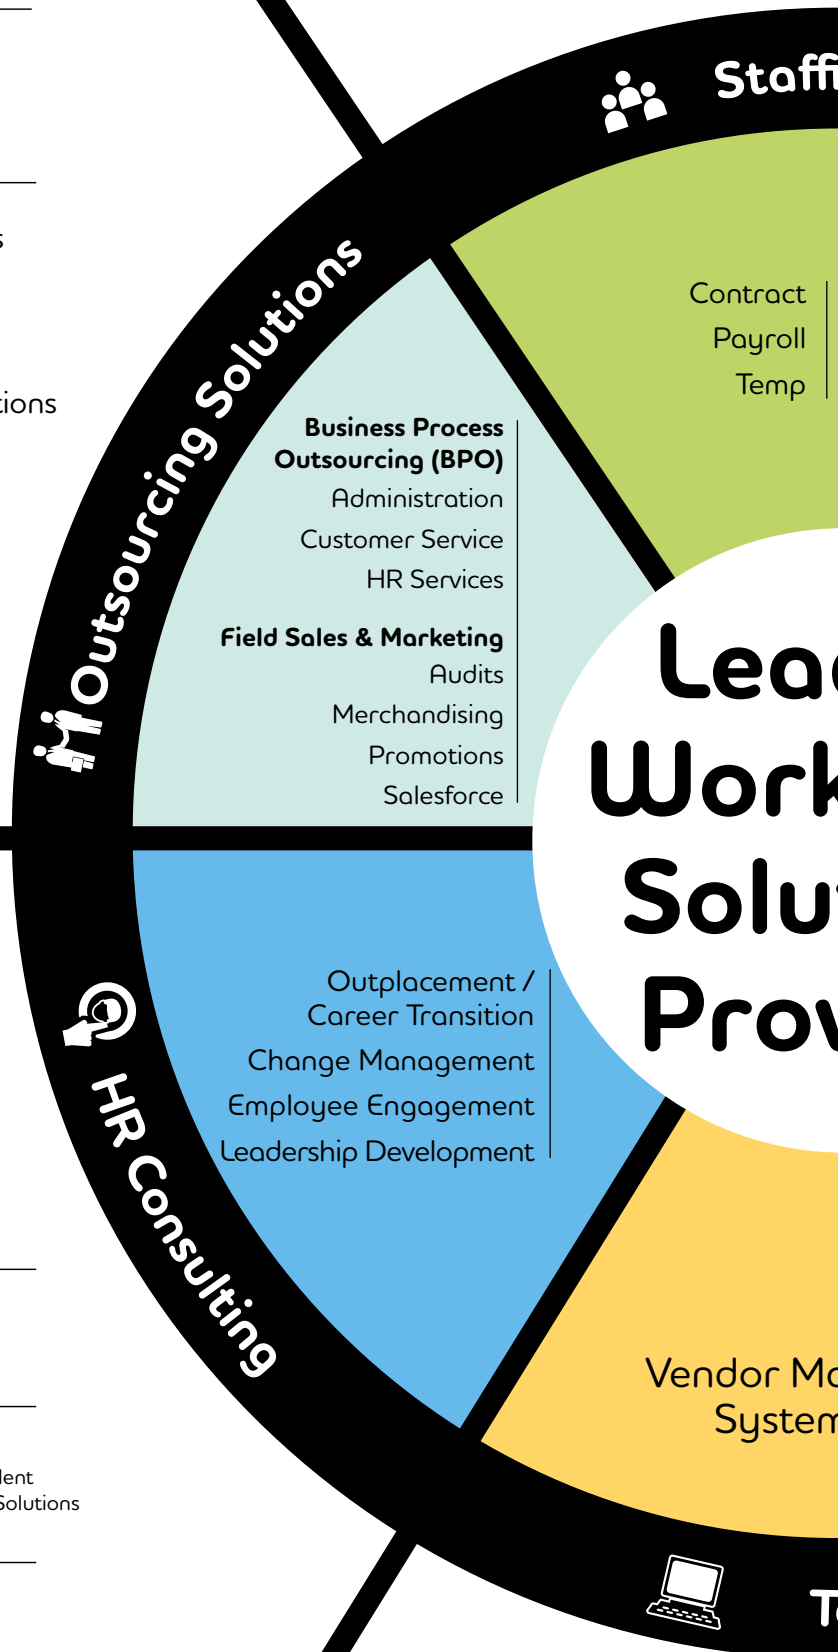 s
tions
Staffi
Contract
Payroll
Temp
Outsourcing Solutions
Business Process
Outsourcing (BPO)
Administration
Customer Service
HR Services
Field Sales & Marketing
Audits
Merchandising
Promotions
Salesforce
Lea
Work
Solu
Prov
HR Consulting
Outplacement /
Career Transition
Change Management
Employee Engagement
Leadership Development
Vendor Ma
System
lent
Solutions
Te